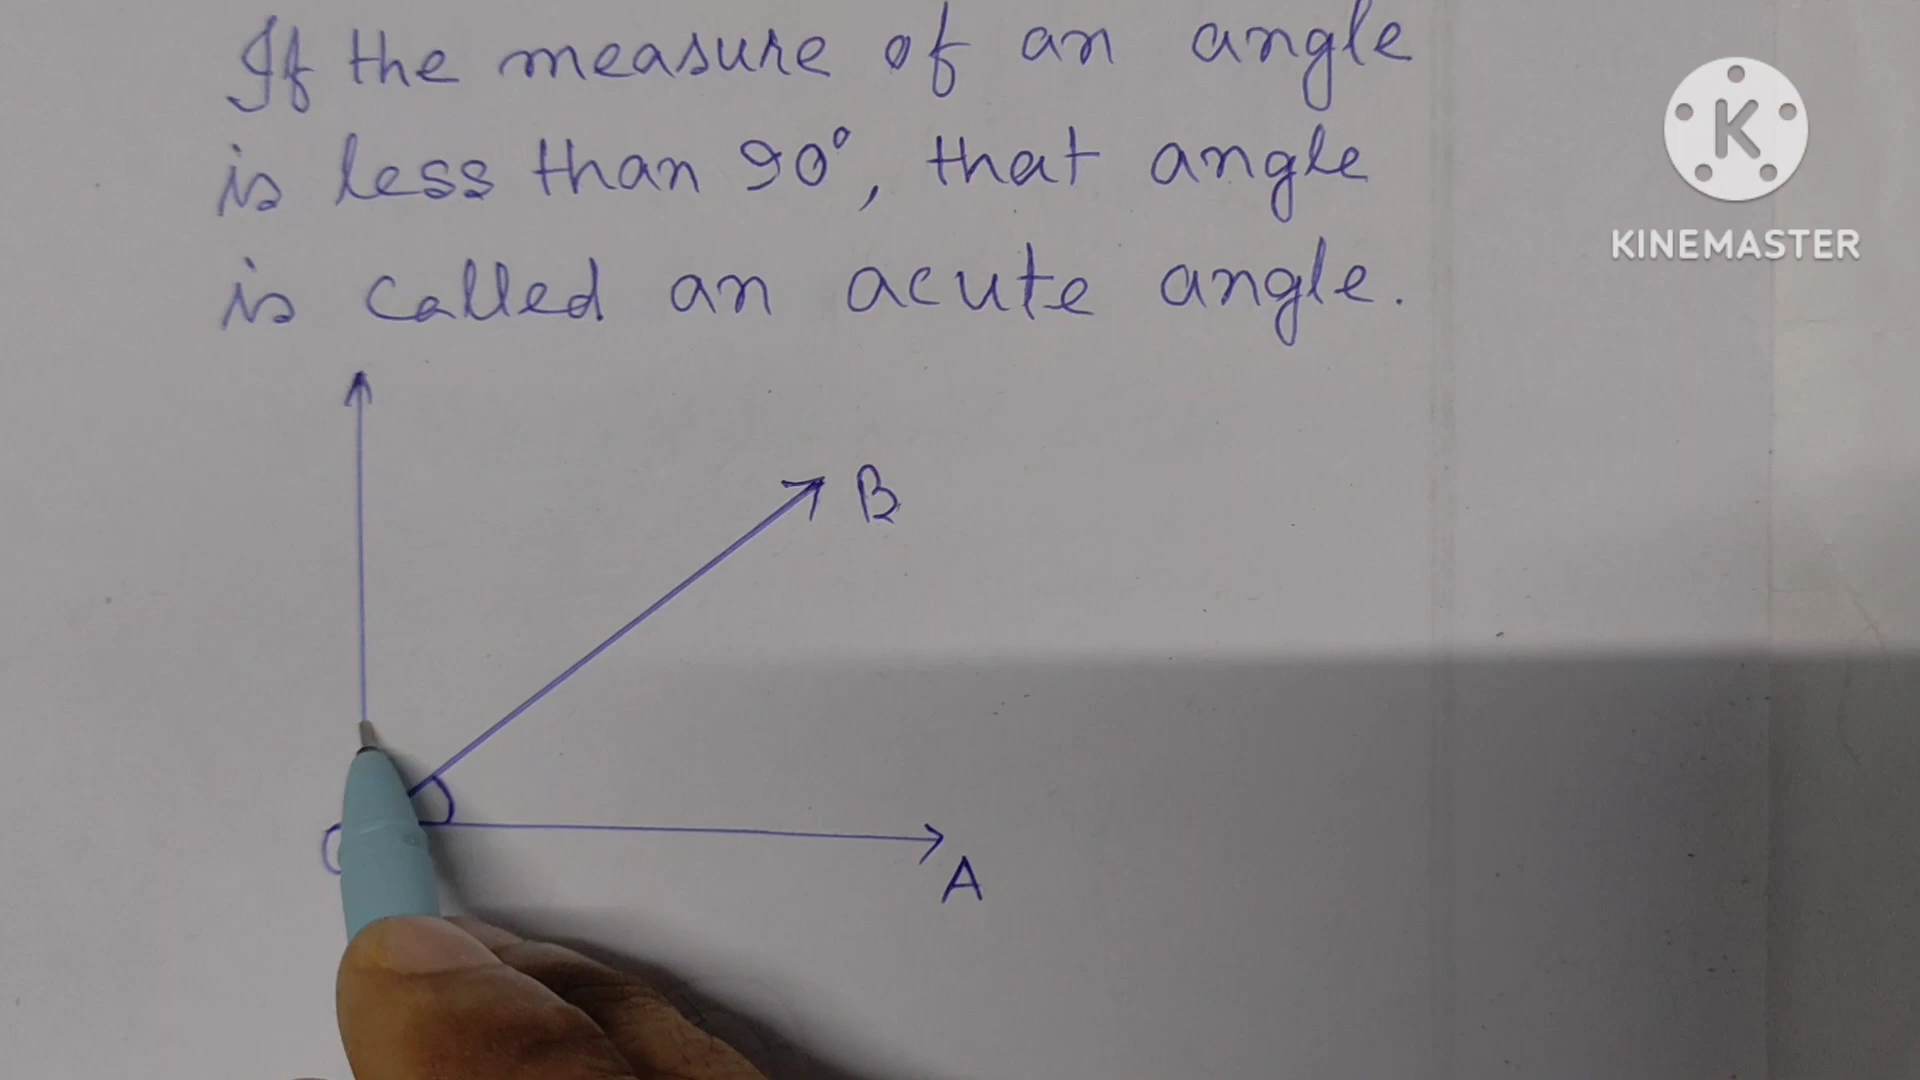 If the measure of an angle
is less than 90°, that angle
is called an acute angle.
K
KINEMASTER
B
A